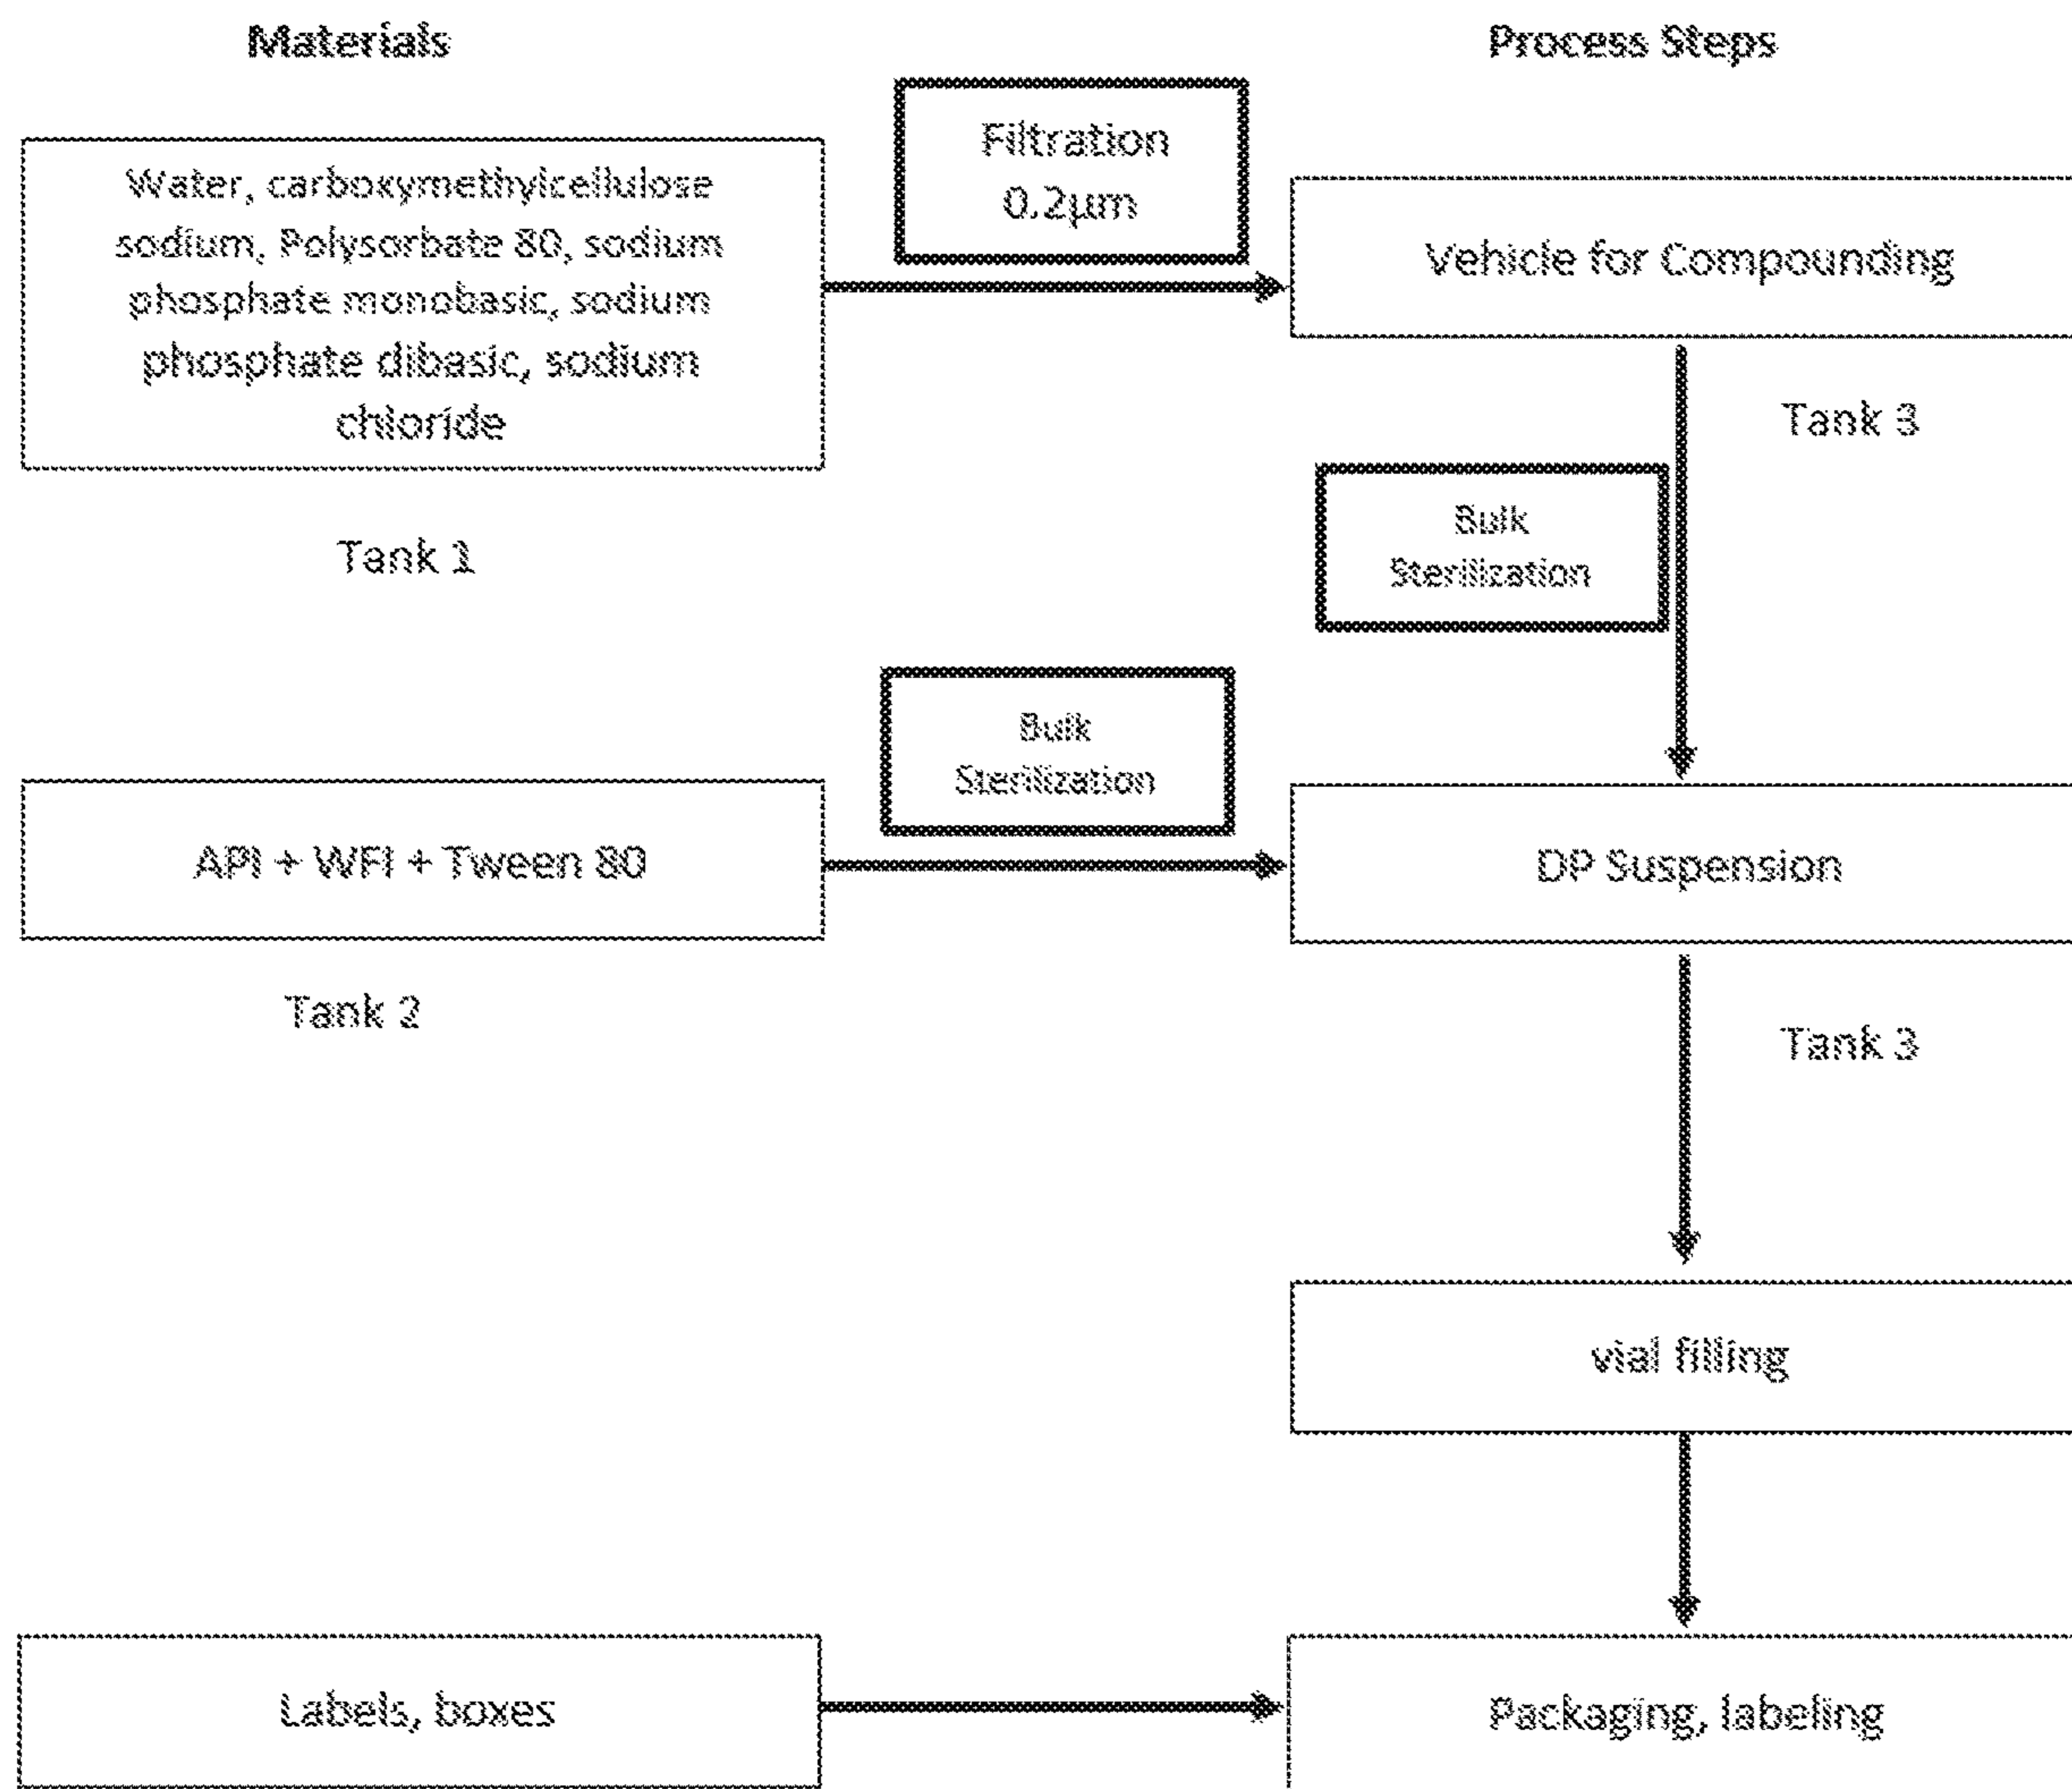 Materials
Process Steps
Filtration
0.2µm
Water, carboxymethylcellulose
sodium, Polysorbate 80, sodium
phosphate monobasic, sodium
phosphate dibasic, sodium
chloride
Vehicle for Compounding
Tank 1
Tank 3
Bulk
Sterilization
Bulk
Sterilization
API + WFI + Tween 80
DP Suspension
Tank 2
Tank 3
vial filling
Labels, boxes
Packaging, labeling